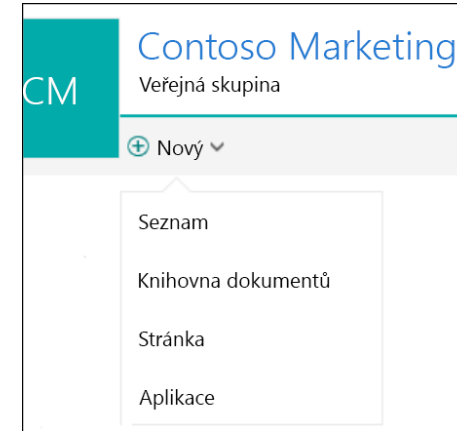 Contoso Marketing
CM
Veřejná skupina
Nový
Seznam
Knihovna dokumentů
Stránka
Aplikace